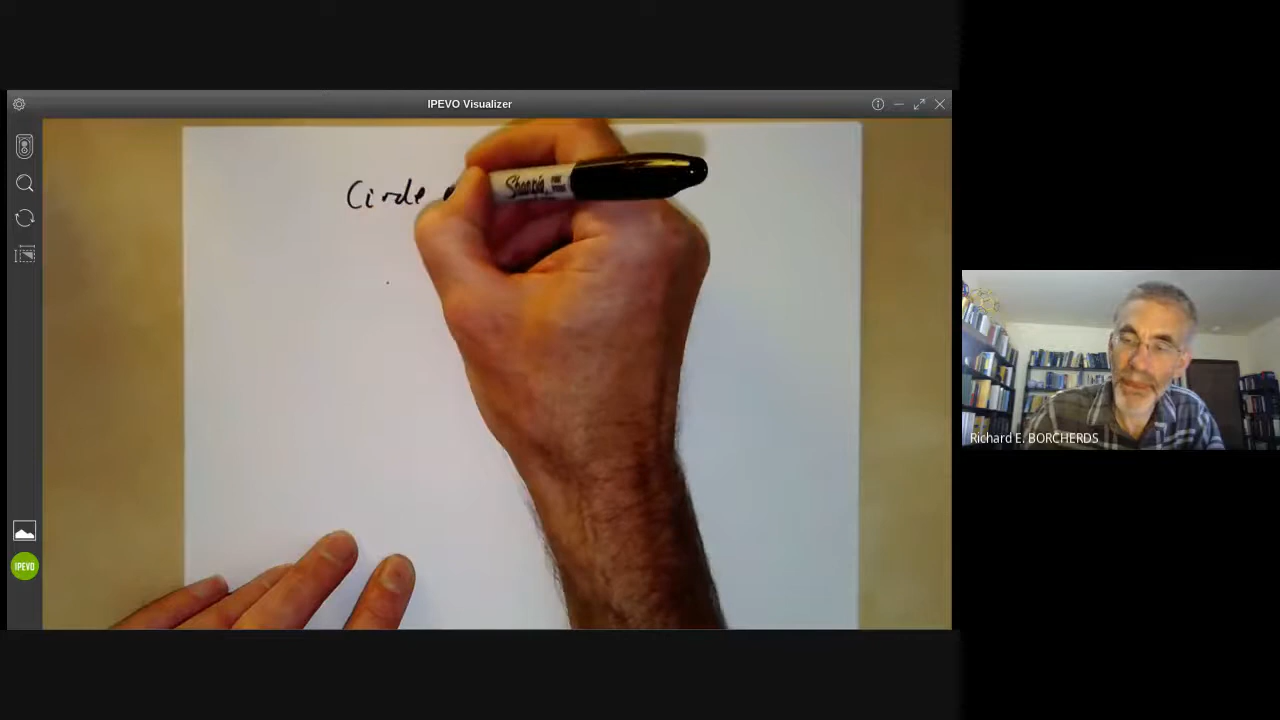 IPEVO Visualizer
Circle
Sharpie
IPEVO
Richard E. BORCHERDS